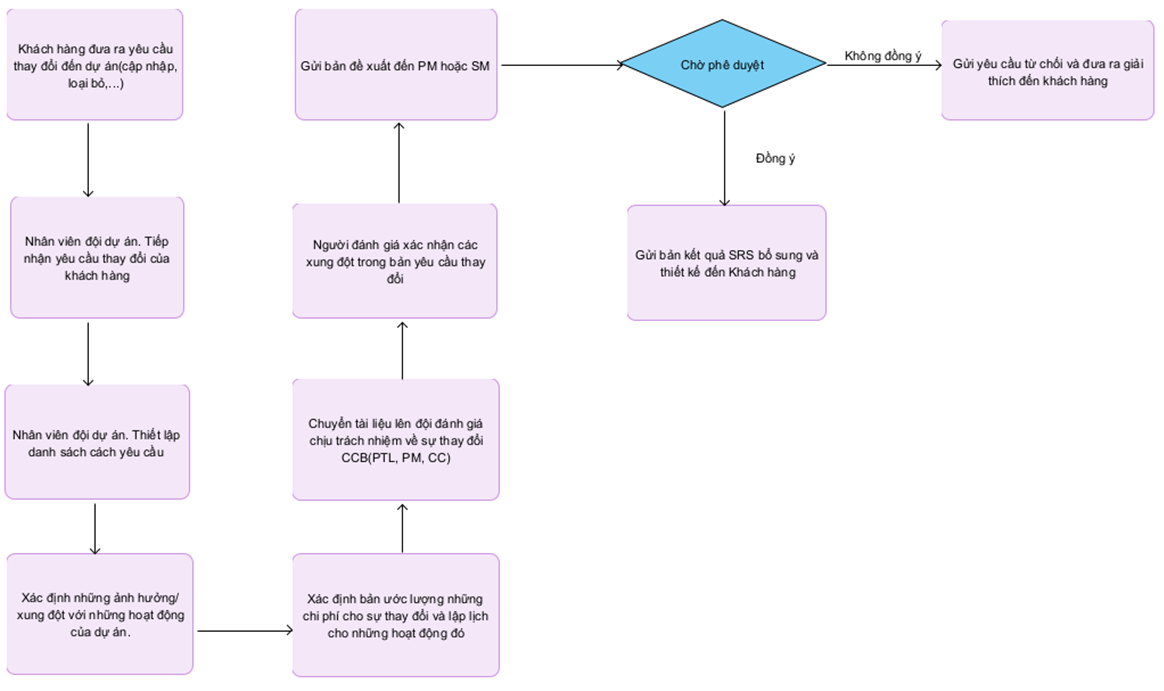 Khách hàng đưa ra yêu cầu
thay đổi đến dự án(cập nhập,
loại bỏ,...)
Nhân viên đội dự án. Tiếp
nhận yêu cầu thay đổi của
khách hàng
Nhân viên đội dự án. Thiết lập
danh sách cách yêu cầu
Xác định những ảnh hưởng/
xung đột với những hoạt động
của dự án.
Xác định bản ước lượng những
chi phí cho sự thay đổi và lập lịch
cho những hoạt động đó
Chuyển tài liệu lên đội đánh giá
chịu trách nhiệm về sự thay đổi
CCB(PTL, PM, CC)
Người đánh giá xác nhận các
xung đột trong bản yêu cầu thay
đổi
Gửi bản đề xuất đến PM hoặc SM
Chờ phê duyệt
Không đồng ý
Gửi yêu cầu từ chối và đưa ra giải
thích đến khách hàng
Đồng ý
Gửi bản kết quả SRS bổ sung và
thiết kế đến Khách hàng